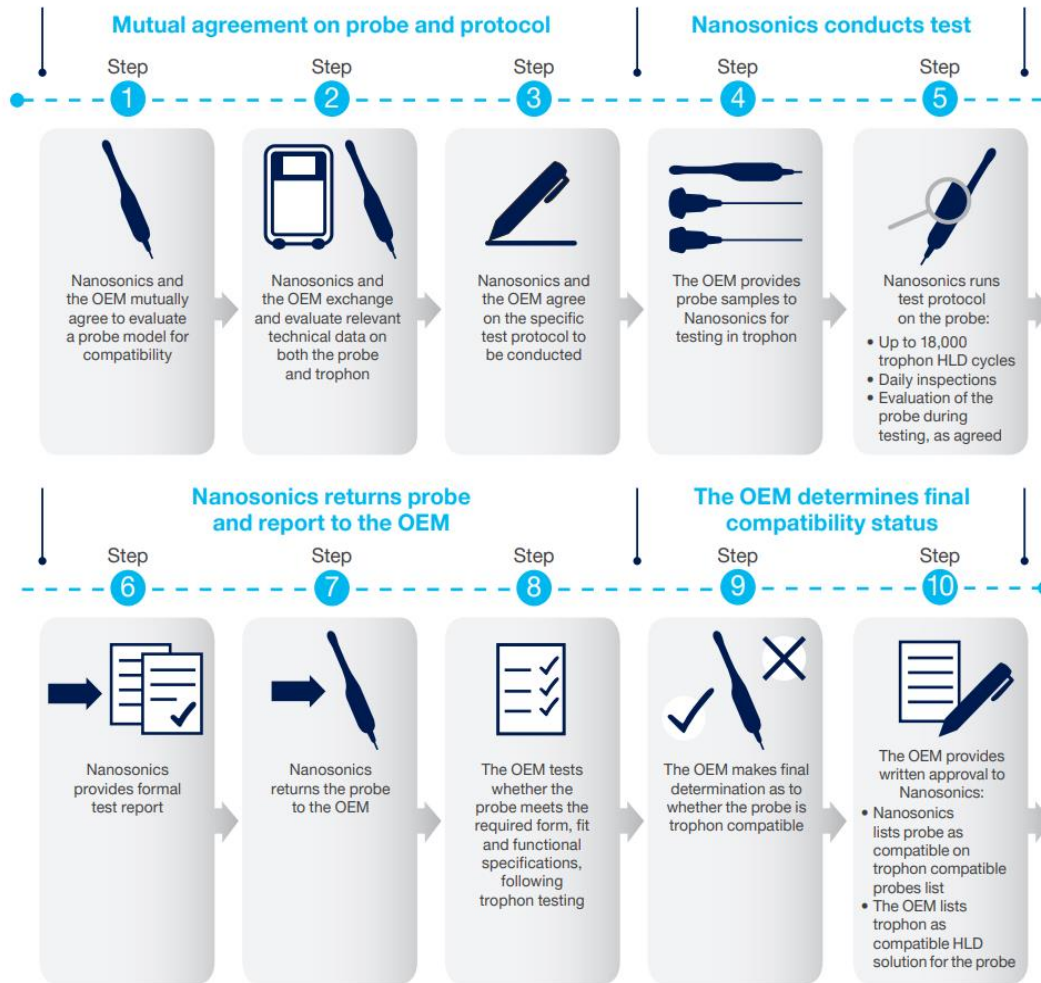 Mutual agreement on probe and protocol
Nanosonics conducts test
Step
1
Step
2
Step
3
Step
4
Step
5
Nanosonics and
the OEM mutually
agree to evaluate
a probe model for
compatibility
Nanosonics and
the OEM exchange
and evaluate relevant
technical data on
both the probe
and trophon
Nanosonics and
the OEM agree
on the specific
test protocol to
be conducted
The OEM provides
probe samples to
Nanosonics for
testing in trophon
Nanosonics runs
test protocol
on the probe:
• Up to 18,000
trophon HLD cycles
• Daily inspections
• Evaluation of the
probe during
testing, as agreed
Nanosonics returns probe
and report to the OEM
The OEM determines final
compatibility status
Step
6
Step
7
Step
8
Step
9
Step
10
Nanosonics
provides formal
test report
Nanosonics
returns the probe
to the OEM
The OEM tests
whether the
probe meets the
required form, fit
and functional
specifications,
following
trophon testing
The OEM makes final
determination as to
whether the probe is
trophon compatible
The OEM provides
written approval to
Nanosonics:
• Nanosonics
lists probe as
compatible on
trophon compatible
probes list
• The OEM lists
trophon as
compatible HLD
solution for the probe